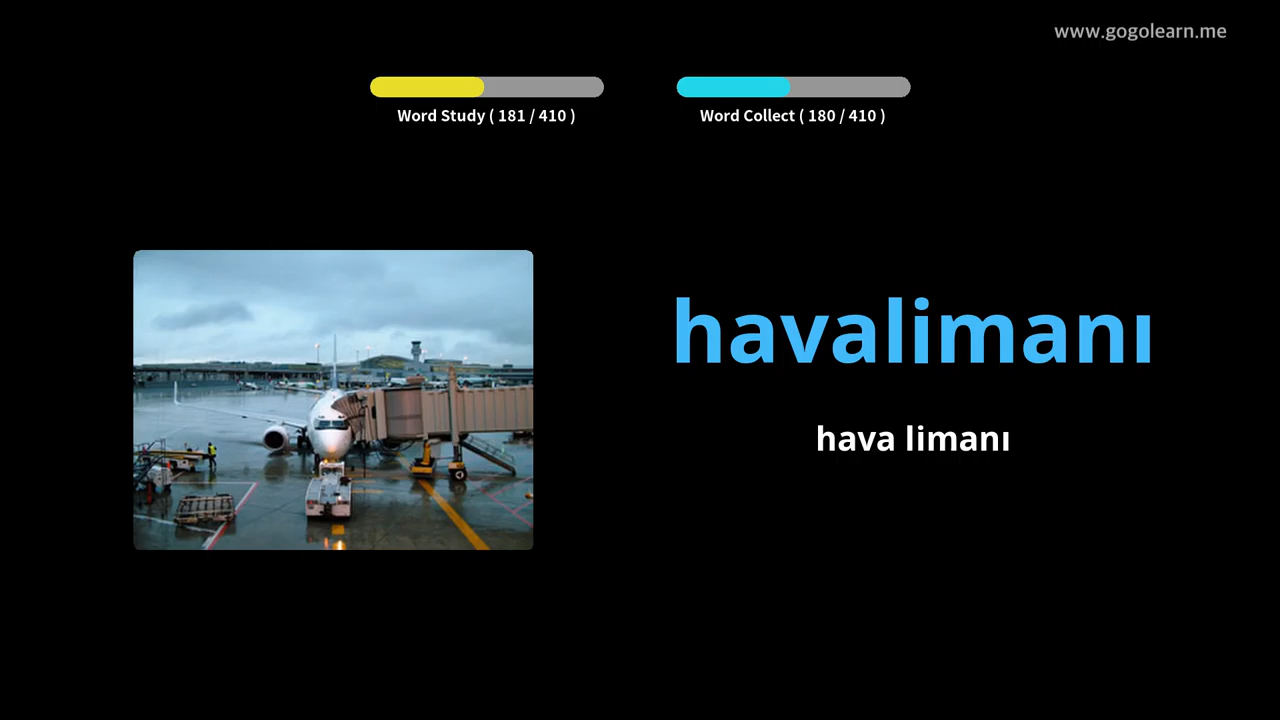 www.gogolearn.me
Word Study ( 181 / 410 )
Word Collect ( 180 / 410 )
havalimanı
hava limanı